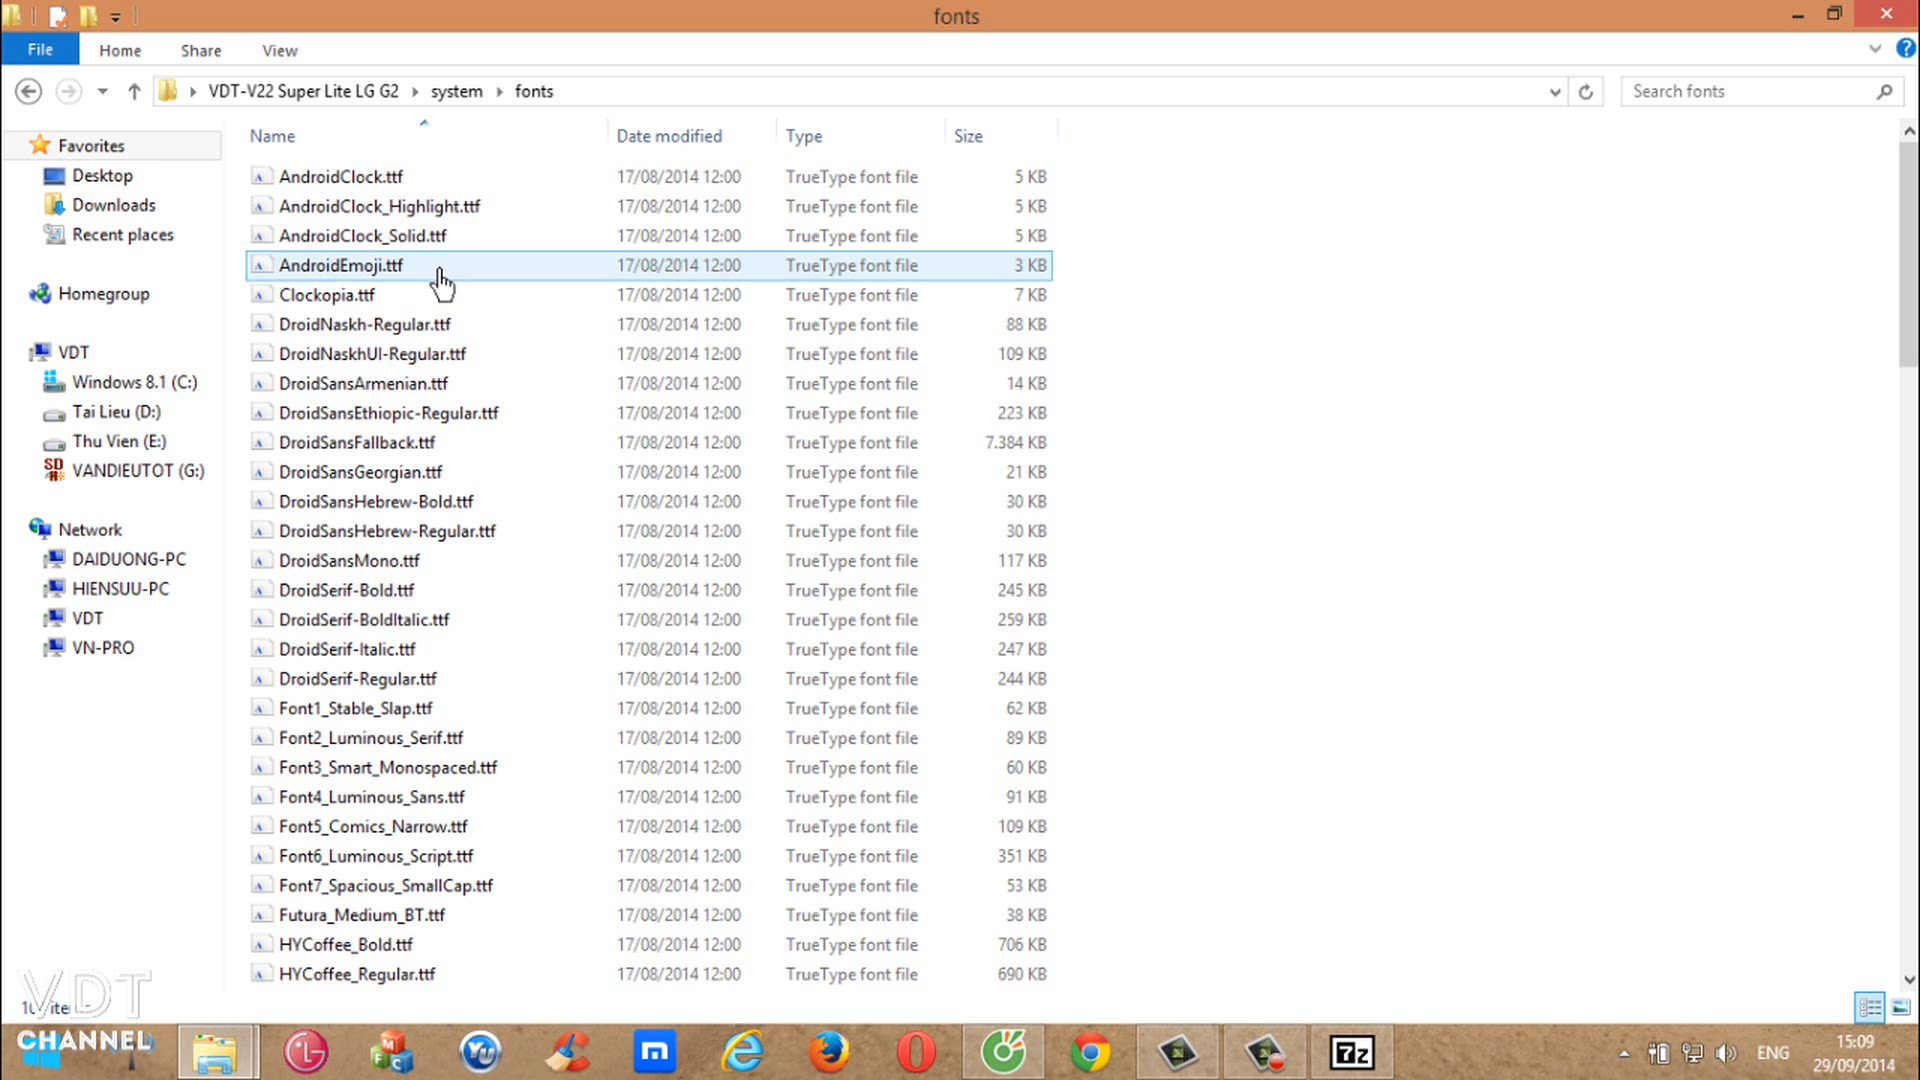 fonts
File Home Share View
VDT-V22 Super Lite LG G2 system fonts Search fonts
Name Date modified Type Size
Favorites
Desktop
Downloads
Recent places
Homegroup
VDT
Windows 8.1 (C:)
Tai Lieu (D:)
Thu Vien (E:)
VANDIEUTOT (G:)
Network
DAIDUONG-PC
HIENSUU-PC
VDT
VN-PRO
AndroidClock.ttf 17/08/2014 12:00 TrueType font file 5 KB
AndroidClock_Highlight.ttf 17/08/2014 12:00 TrueType font file 5 KB
AndroidClock_Solid.ttf 17/08/2014 12:00 TrueType font file 5 KB
AndroidEmoji.ttf 17/08/2014 12:00 TrueType font file 3 KB
Clockopia.ttf 17/08/2014 12:00 TrueType font file 7 KB
DroidNaskh-Regular.ttf 17/08/2014 12:00 TrueType font file 88 KB
DroidNaskhUI-Regular.ttf 17/08/2014 12:00 TrueType font file 109 KB
DroidSansArmenian.ttf 17/08/2014 12:00 TrueType font file 14 KB
DroidSansEthiopic-Regular.ttf 17/08/2014 12:00 TrueType font file 223 KB
DroidSansFallback.ttf 17/08/2014 12:00 TrueType font file 7.384 KB
DroidSansGeorgian.ttf 17/08/2014 12:00 TrueType font file 21 KB
DroidSansHebrew-Bold.ttf 17/08/2014 12:00 TrueType font file 30 KB
DroidSansHebrew-Regular.ttf 17/08/2014 12:00 TrueType font file 30 KB
DroidSansMono.ttf 17/08/2014 12:00 TrueType font file 117 KB
DroidSerif-Bold.ttf 17/08/2014 12:00 TrueType font file 245 KB
DroidSerif-BoldItalic.ttf 17/08/2014 12:00 TrueType font file 259 KB
DroidSerif-Italic.ttf 17/08/2014 12:00 TrueType font file 247 KB
DroidSerif-Regular.ttf 17/08/2014 12:00 TrueType font file 244 KB
Font1_Stable_Slap.ttf 17/08/2014 12:00 TrueType font file 62 KB
Font2_Luminous_Serif.ttf 17/08/2014 12:00 TrueType font file 89 KB
Font3_Smart_Monospaced.ttf 17/08/2014 12:00 TrueType font file 60 KB
Font4_Luminous_Sans.ttf 17/08/2014 12:00 TrueType font file 91 KB
Font5_Comics_Narrow.ttf 17/08/2014 12:00 TrueType font file 109 KB
Font6_Luminous_Script.ttf 17/08/2014 12:00 TrueType font file 351 KB
Font7_Spacious_SmallCap.ttf 17/08/2014 12:00 TrueType font file 53 KB
Futura_Medium_BT.ttf 17/08/2014 12:00 TrueType font file 38 KB
HYCoffee_Bold.ttf 17/08/2014 12:00 TrueType font file 706 KB
HYCoffee_Regular.ttf 17/08/2014 12:00 TrueType font file 690 KB
VDT
CHANNEL
7z
ENG
15:09
29/09/2014